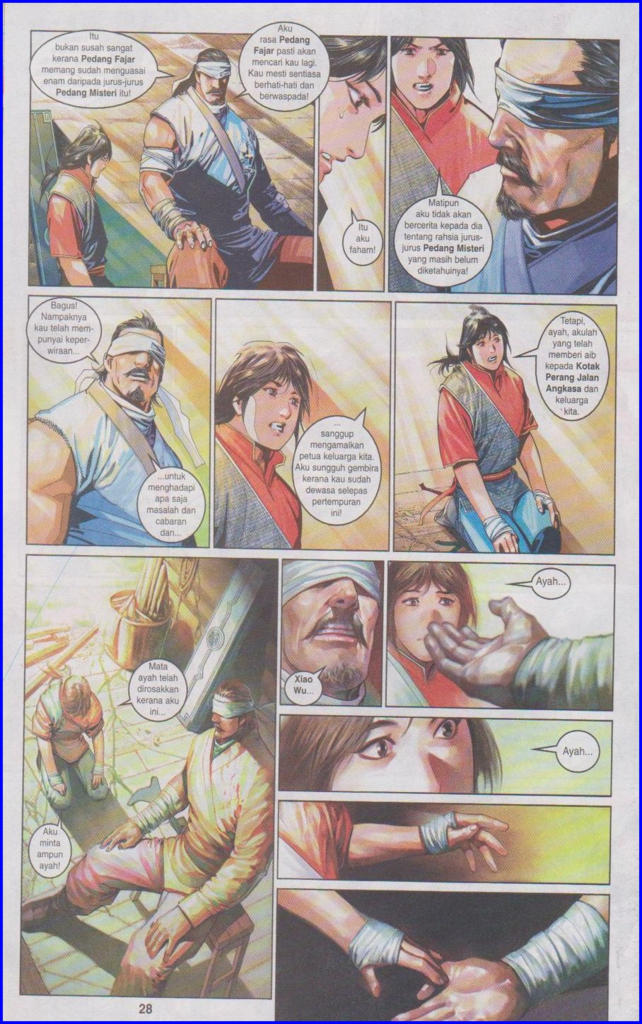 Itu
bukan susah sangat
kerana Pedang Fajar
memang sudah menguasai
enam daripada jurus-jurus
Pedang Misteri itu!
Aku
rasa Pedang
Fajar pasti akan
mencari kau lagi.
Kau mesti sentiasa
berhati-hati dan
berwaspada!
Itu
aku
faham!
Matipun
aku tidak akan
bercerita kepada dia
tentang rahsia jurus-
jurus Pedang Misteri
yang masih belum
diketahuinya!
Bagus!
Nampaknya
kau telah mem-
punyai keper-
wiraan...
...untuk
menghadapi
apa saja
masalah dan
cabaran
dan...
...
sanggup
mengamalkan
petua keluarga kita.
Aku sungguh gembira
kerana kau sudah
dewasa selepas
pertempuran
ini!
Tetapi,
ayah, akulah
yang telah
memberi aib
kepada Kotak
Perang Jalan
Angkasa dan
keluarga
kita.
Mata
ayah telah
dirosakkan
kerana aku
ini...
Aku
minta
ampun
ayah!
Xiao
Wu...
Ayah...
Ayah...
28